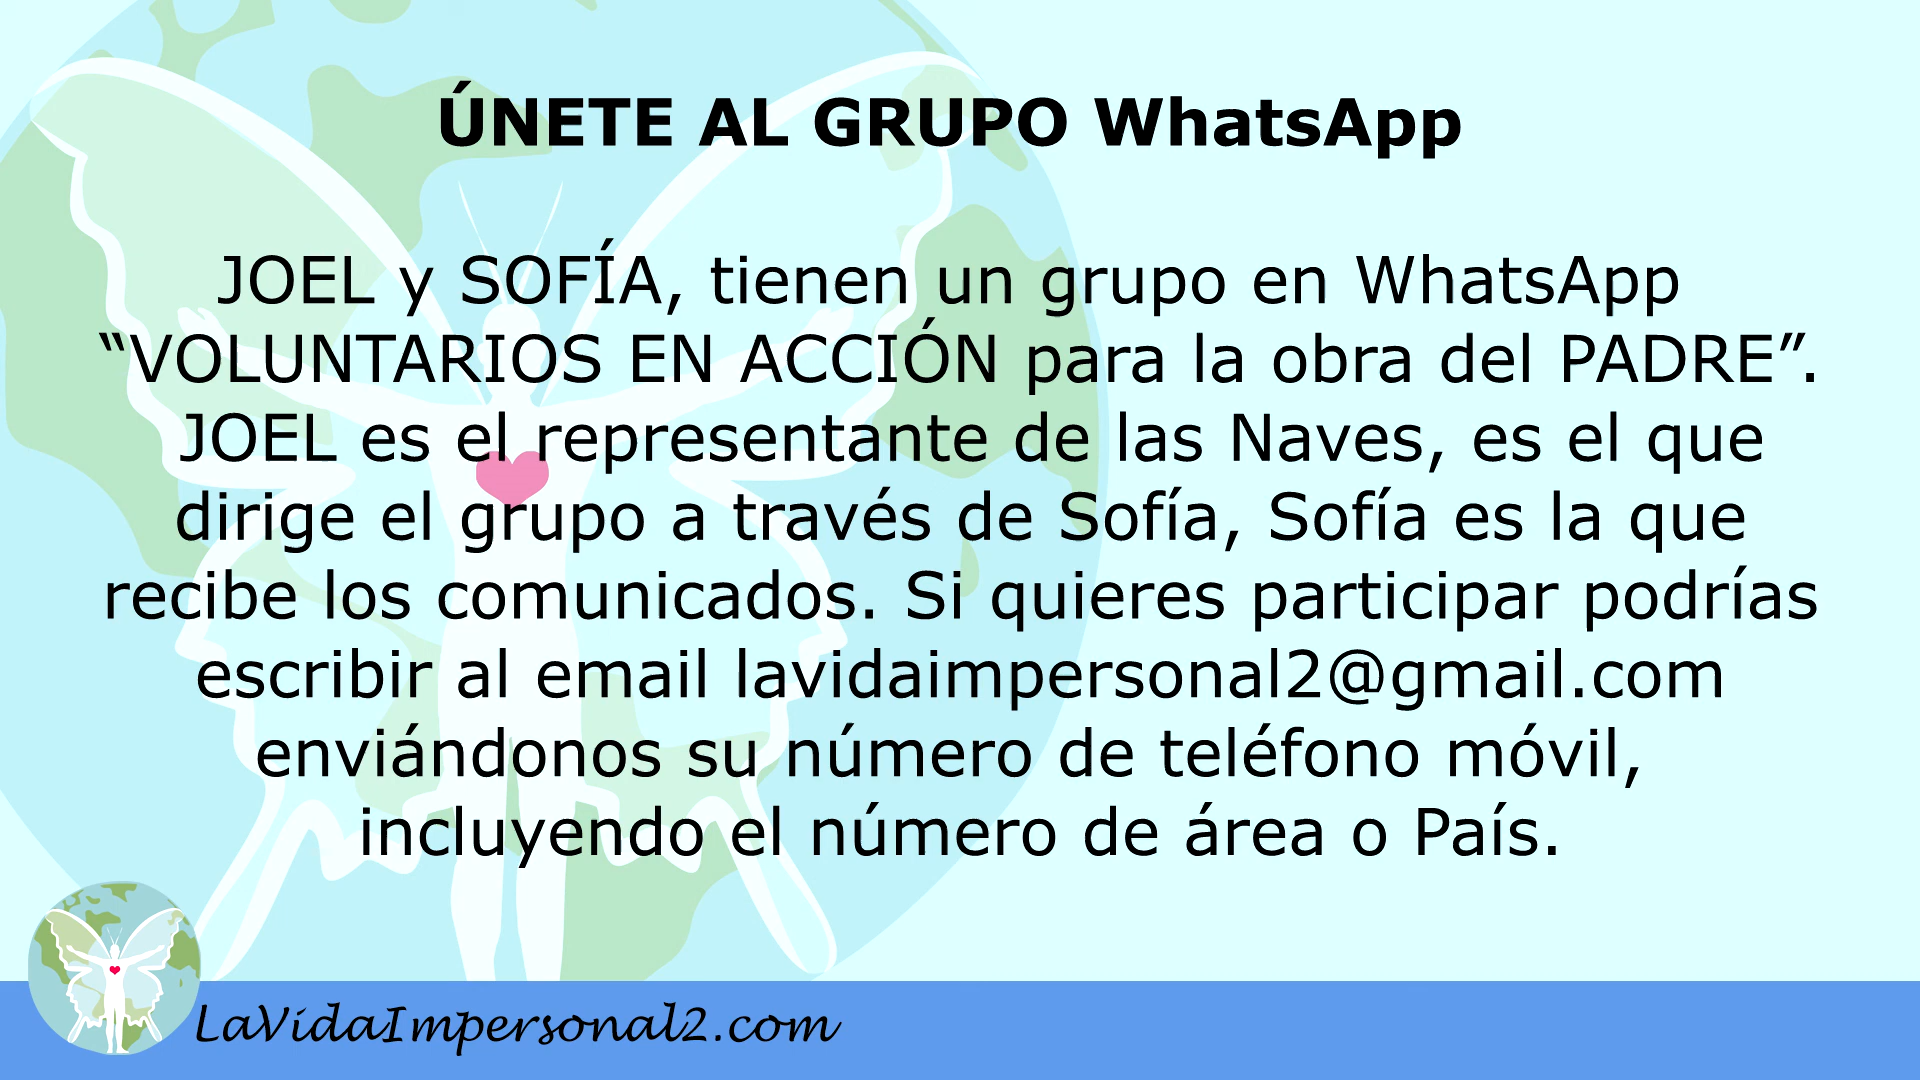 ÚNETE AL GRUPO WhatsApp
JOEL y SOFÍA, tienen un grupo en WhatsApp
“VOLUNTARIOS EN ACCIÓN para la obra del PADRE”.
JOEL es el representante de las Naves, es el que
dirige el grupo a través de Sofía, Sofía es la que
recibe los comunicados. Si quieres participar podrías
escribir al email lavidaimpersonal2@gmail.com
enviándonos su número de teléfono móvil,
incluyendo el número de área o País.
LaVidaImpersonal2.com